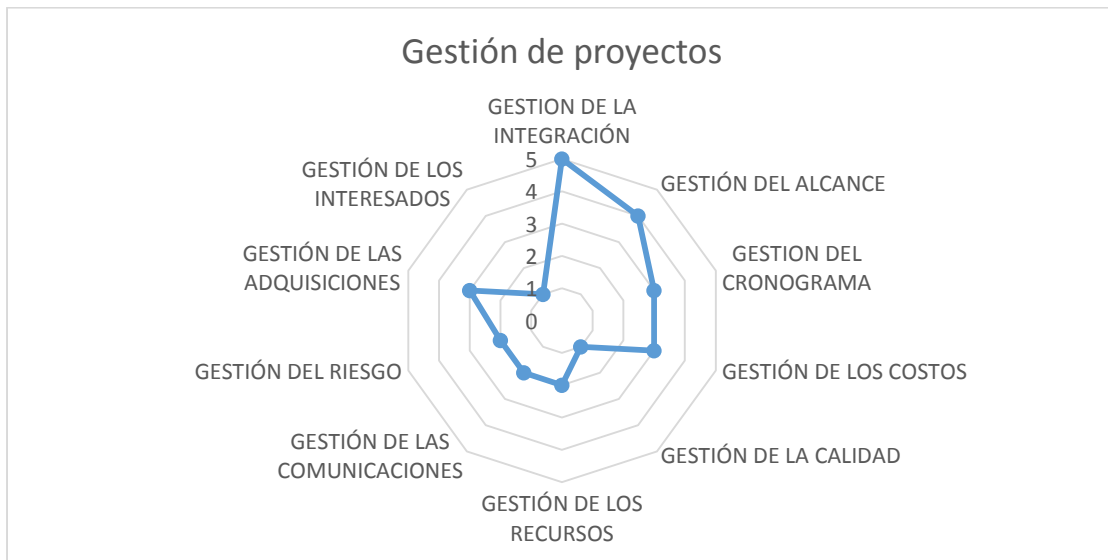 Gestión de proyectos
GESTION DE LA
INTEGRACIÓN
GESTIÓN DEL ALCANCE
GESTION DEL
CRONOGRAMA
GESTIÓN DE LOS COSTOS
GESTIÓN DE LA CALIDAD
GESTIÓN DE LOS
RECURSOS
GESTIÓN DE LAS
COMUNICACIONES
GESTIÓN DEL RIESGO
GESTIÓN DE LAS
ADQUISICIONES
GESTIÓN DE LOS
INTERESADOS
5
4
3
2
1
0